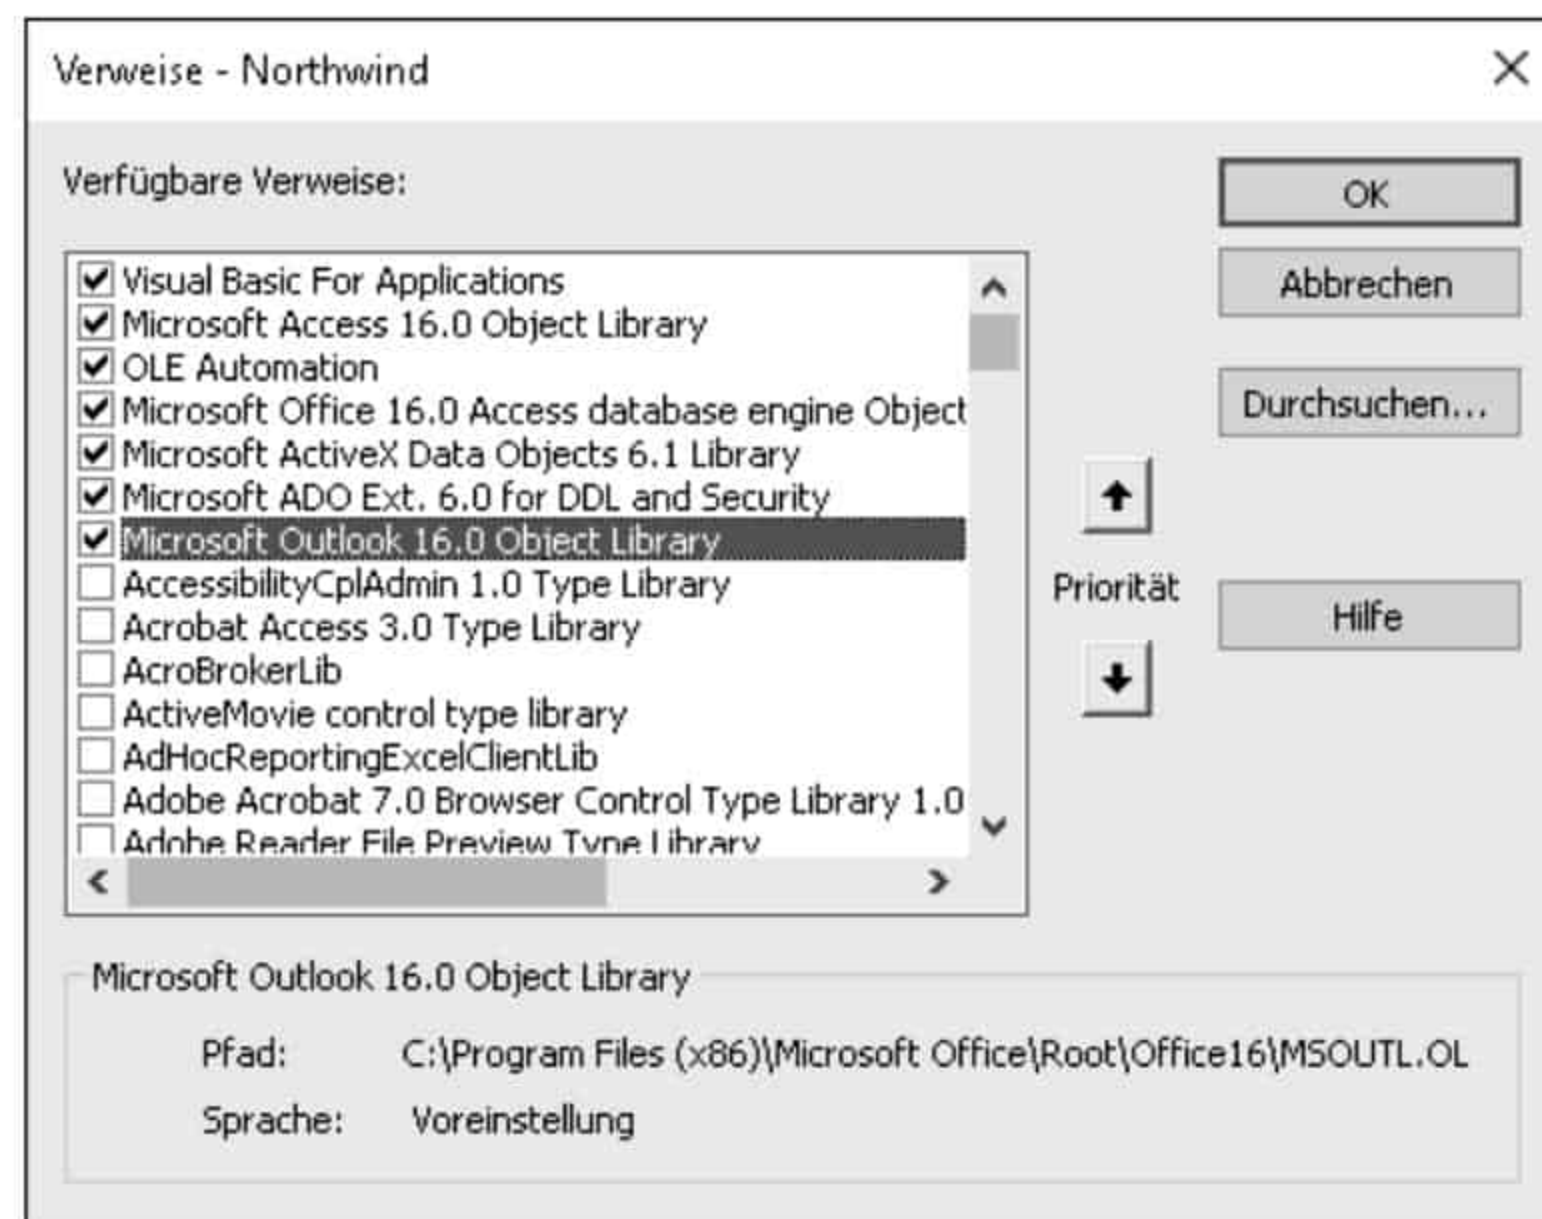 Verweise - Northwind
Verfügbare Verweise:
OK
Abbrechen
Durchsuchen...
Visual Basic For Applications
Microsoft Access 16.0 Object Library
OLE Automation
Microsoft Office 16.0 Access database engine Object
Microsoft ActiveX Data Objects 6.1 Library
Microsoft ADO Ext. 6.0 for DDL and Security
Microsoft Outlook 16.0 Object Library
AccessibilityCplAdmin 1.0 Type Library
Acrobat Access 3.0 Type Library
AcroBrokerLib
ActiveMovie control type library
AdHocReportingExcelClientLib
Adobe Acrobat 7.0 Browser Control Type Library 1.0
Adobe Reader File Preview Type Library
Priorität
Hilfe
Microsoft Outlook 16.0 Object Library
Pfad: C:\Program Files (x86)\Microsoft Office\Root\Office16\MSOUTL.OL
Sprache: Voreinstellung